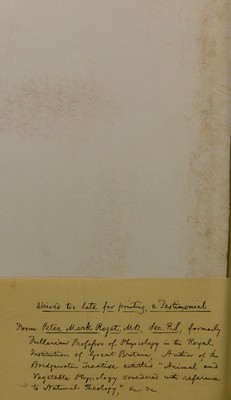 too late for printing, a Testimonial
From Peter Mark Roget, M.D., Sec. R.S., formerly
Fullerian Professor of Physiology in the Royal
Institution of Great Britain, Author of the
Bridgewater Treatise entitled "Animal and
Vegetable Physiology considered with reference
to Natural Theology," &c &c